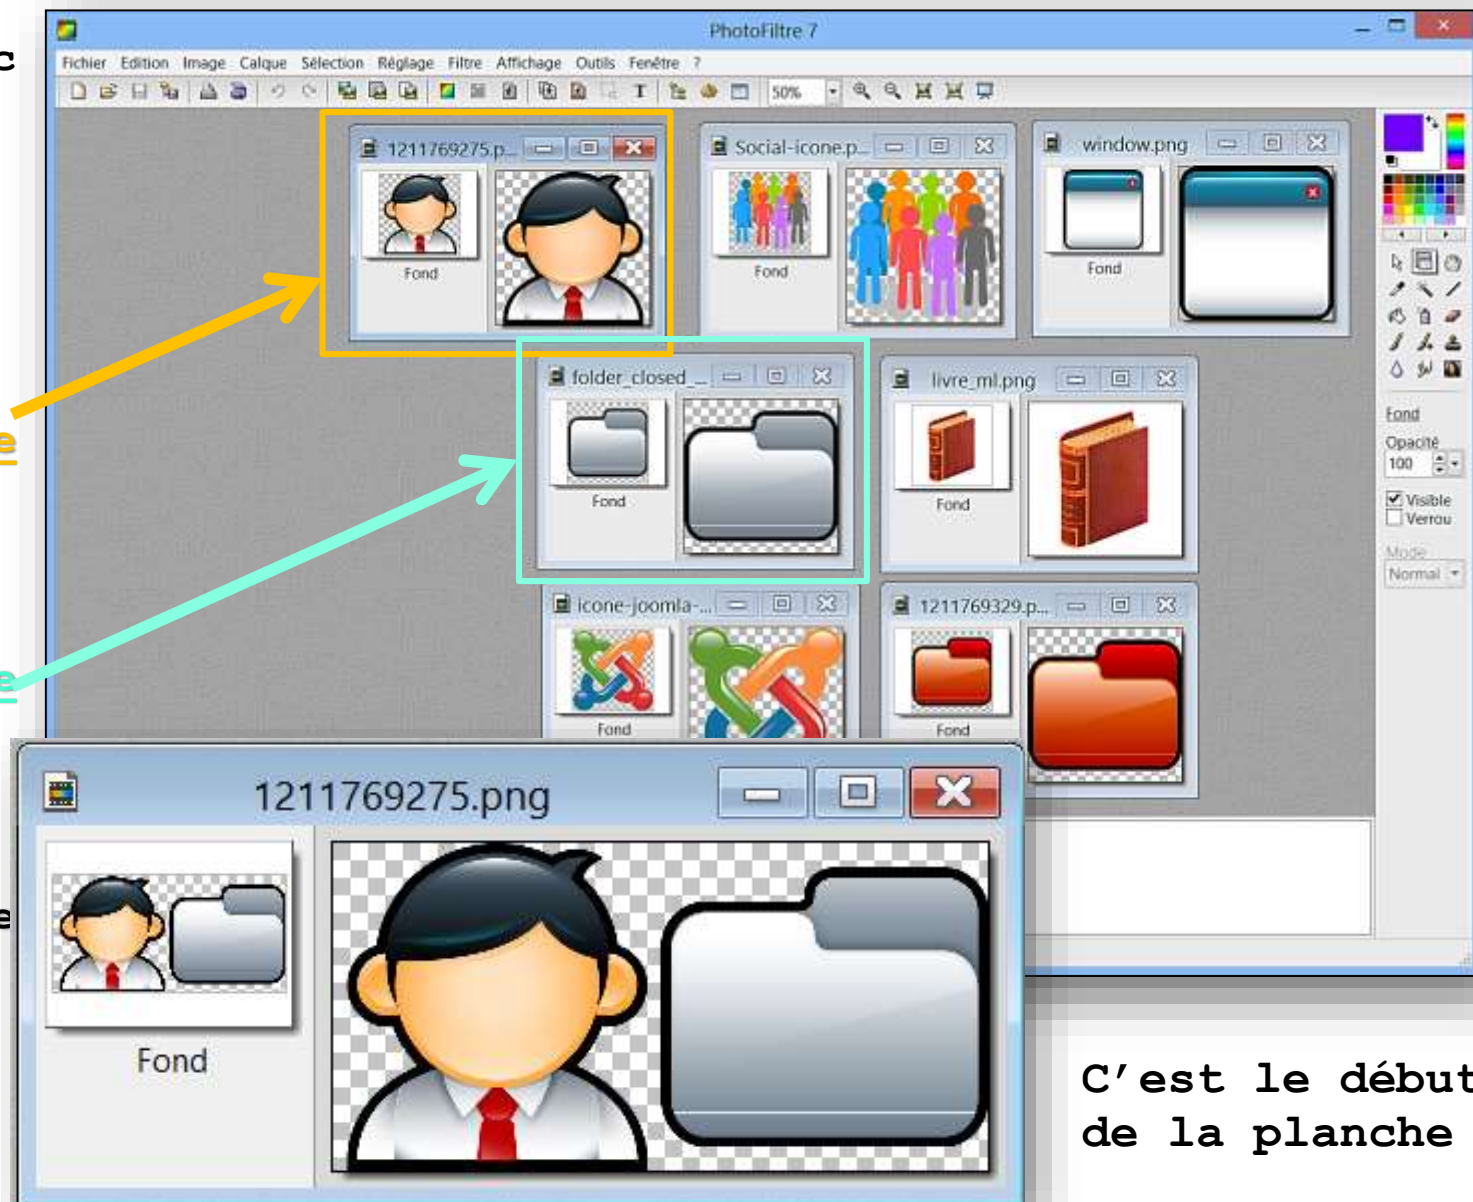 PhotoFiltre 7
Fichier Edition Image Calque Sélection Réglage Filtre Affichage Outils Fenêtre ?
T 50%
c
1211769275.p... Social-icone.p... window.png
Fond Fond Fond
e
folder_closed_... livre_ml.png
Fond Fond
Fond
Opacité
100
Visible
Verrou
Mode
Normal
e
icone-joomla-... 1211769329.p...
Fond Fond
1211769275.png
e
Fond
C’est le début
de la planche